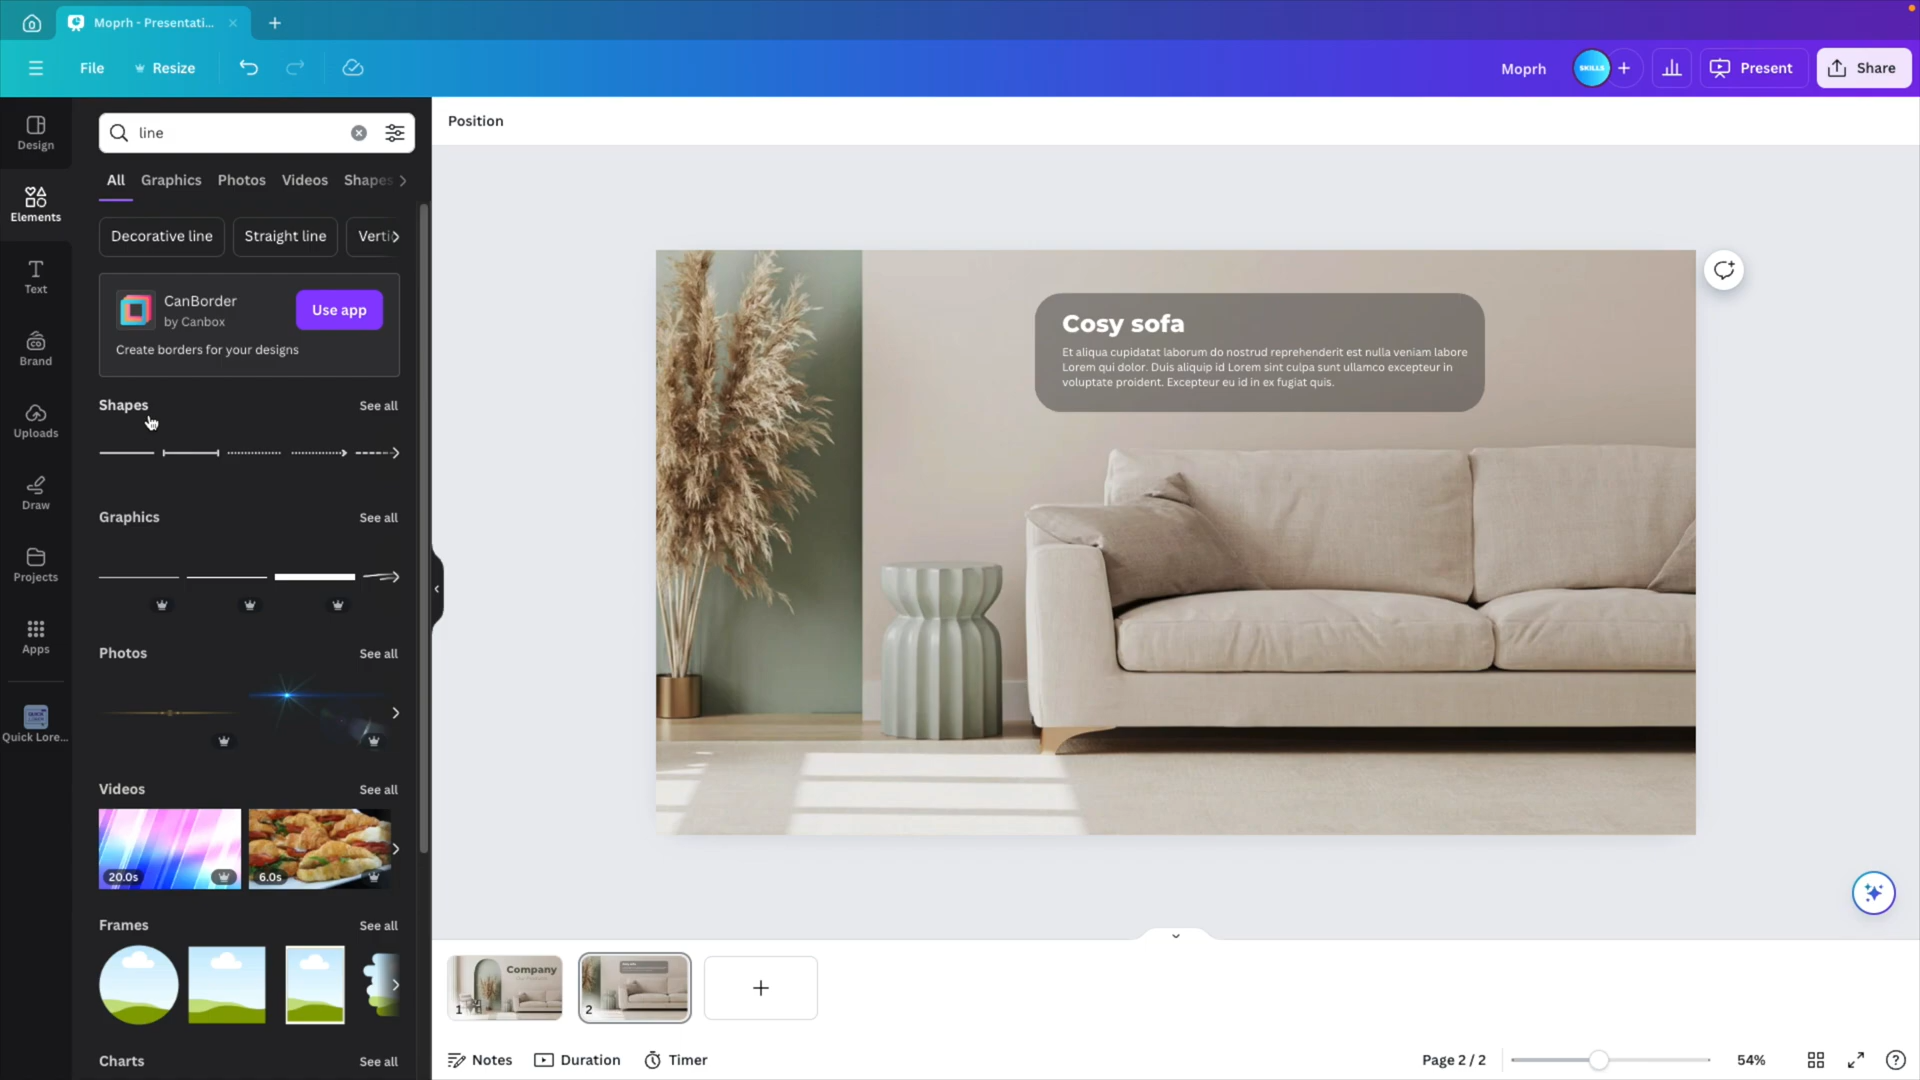 Moprh - Presentati...
File
Resize
Moprh
SKILLS
Present
Share
Design
Elements
Text
Brand
Uploads
Draw
Projects
Apps
Quick Lore...
line
All Graphics Photos Videos Shapes
Decorative line Straight line Verti
CanBorder
by Canbox
Use app
Create borders for your designs
Shapes See all
Graphics See all
Photos See all
Videos See all
20.0s 6.0s
Frames See all
Charts See all
Position
Cosy sofa
Et aliqua cupidatat laborum do nostrud reprehenderit est nulla veniam labore
Lorem qui dolor. Duis aliquip id Lorem sint culpa sunt ullamco excepteur in
voluptate proident. Excepteur eu id in ex fugiat quis.
Company
1 2
Notes Duration Timer
Page 2 / 2 54%